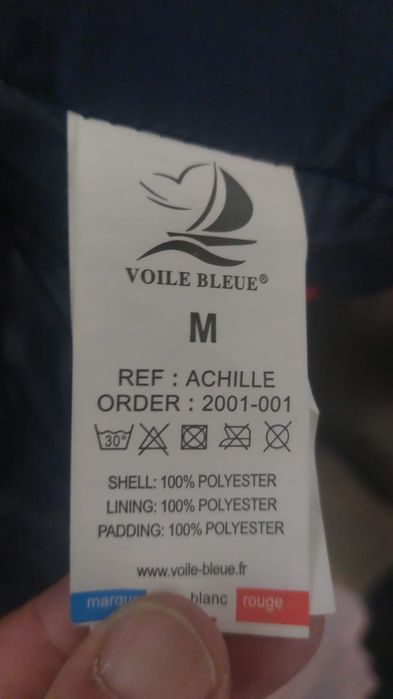 VOILE BLEUE®
M
REF : ACHILLE
ORDER : 2001-001
30°
SHELL: 100% POLYESTER
LINING: 100% POLYESTER
PADDING: 100% POLYESTER
www.voile-bleue.fr
blanc rouge